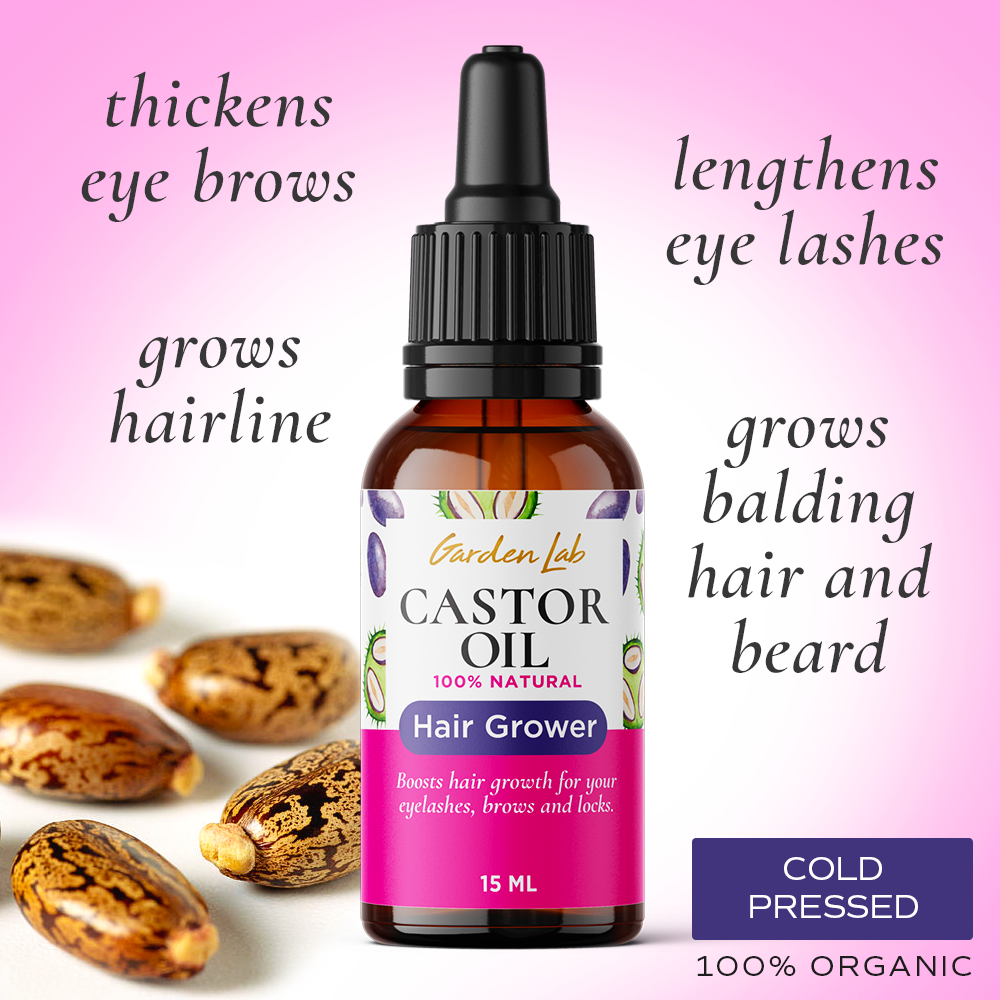 thickens
eye brows
lengthens
eye lashes
grows
hairline
grows
balding
hair and
beard
Garden Lab
CASTOR
OIL
100% NATURAL
Hair Grower
Boosts hair growth for your
eyelashes, brows and locks.
15 ML
COLD
PRESSED
100% ORGANIC